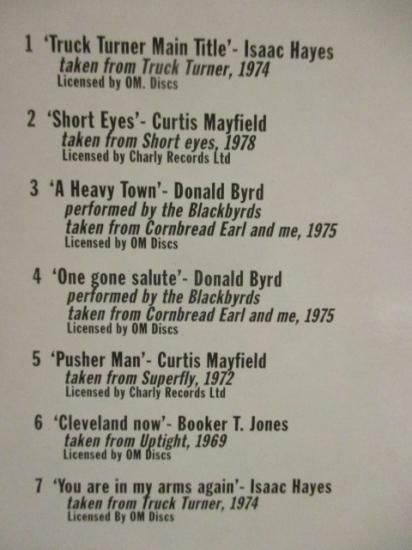 1 'Truck Turner Main Title'- Isaac Hayes
taken from Truck Turner, 1974
Licensed by OM. Discs
2 'Short Eyes'- Curtis Mayfield
taken from Short eyes, 1978
Licensed by Charly Records Ltd
3 'A Heavy Town'- Donald Byrd
performed by the Blackbyrds
taken from Cornbread Earl and me, 1975
Licensed by OM Discs
4 'One gone salute'- Donald Byrd
performed by the Blackbyrds
taken from Cornbread Earl and me, 1975
Licensed by OM Discs
5 'Pusher Man'- Curtis Mayfield
taken from Superfly, 1972
Licensed by Charly Records Ltd
6 'Cleveland now'- Booker T. Jones
taken from Uptight, 1969
Licensed by OM Discs
7 'You are in my arms again'- Isaac Hayes
taken from Truck Turner, 1974
Licensed By OM Discs